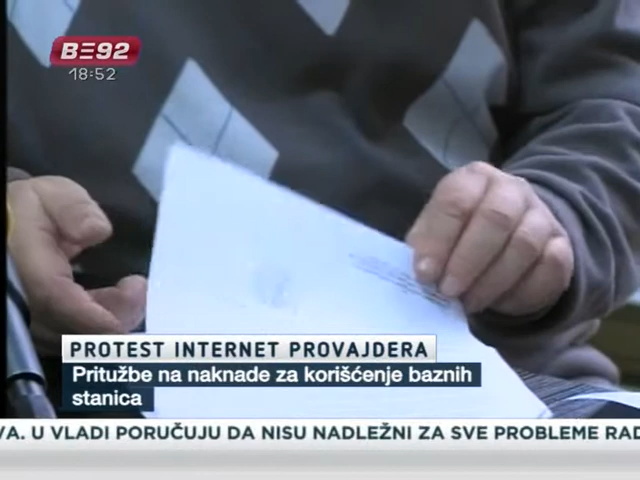 BE92
18:52
PROTEST INTERNET PROVAJDERA
Pritužbe na naknade za korišćenje baznih
stanica
VA. U VLADI PORUČUJU DA NISU NADLEŽNI ZA SVE PROBLEME RAD